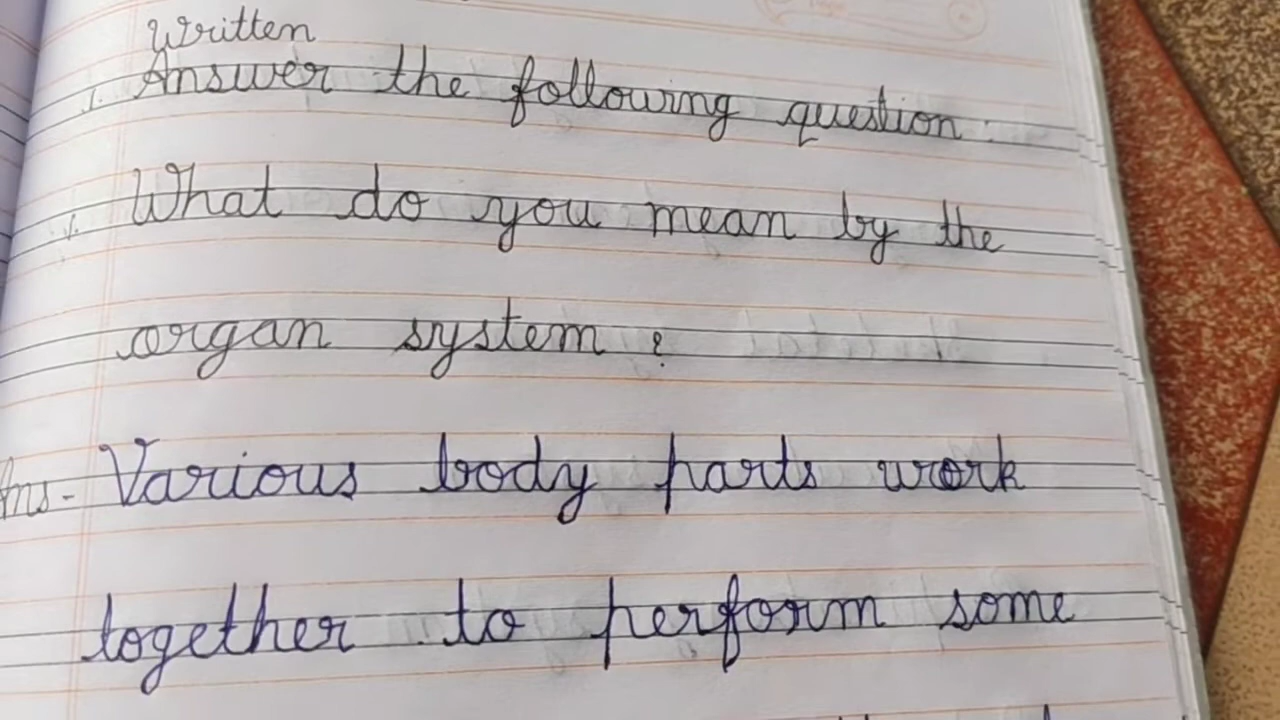 Written
1. Answer the following question.
1. What do you mean by the
organ system ?
Ans- Various body parts work
together to perform some